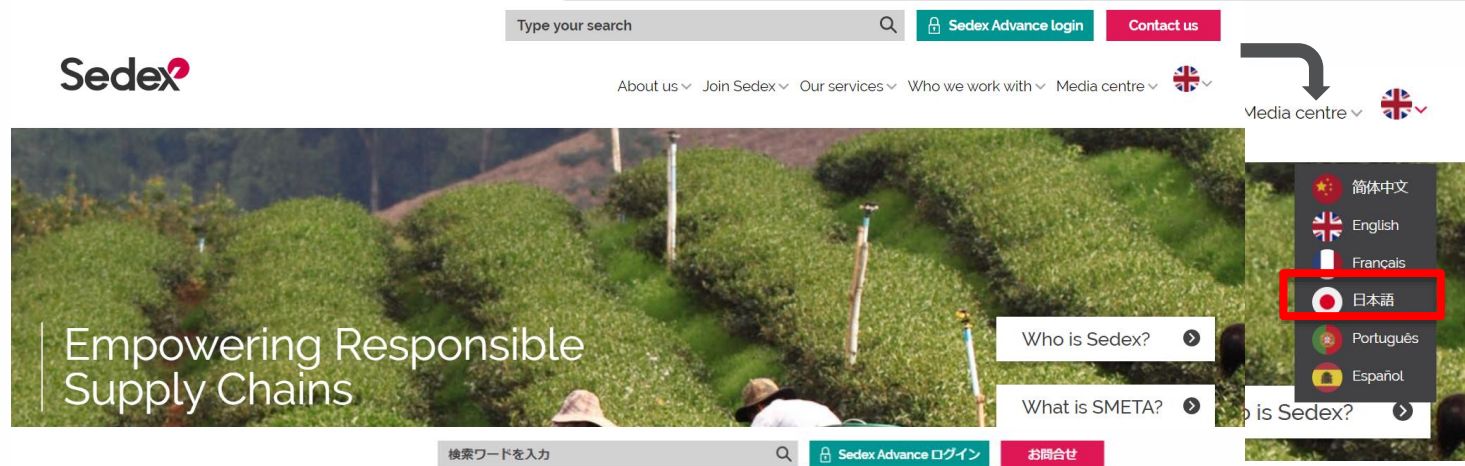 Type your search
Sedex Advance login
Contact us
Sedex
About us
Join Sedex
Our services
Who we work with
Media centre
Empowering Responsible
Supply Chains
Who is Sedex?
What is SMETA?
Media centre
简体中文
English
Français
日本語
Português
Español
is Sedex?
検索ワードを入力
Sedex Advance ログイン
お問合せ